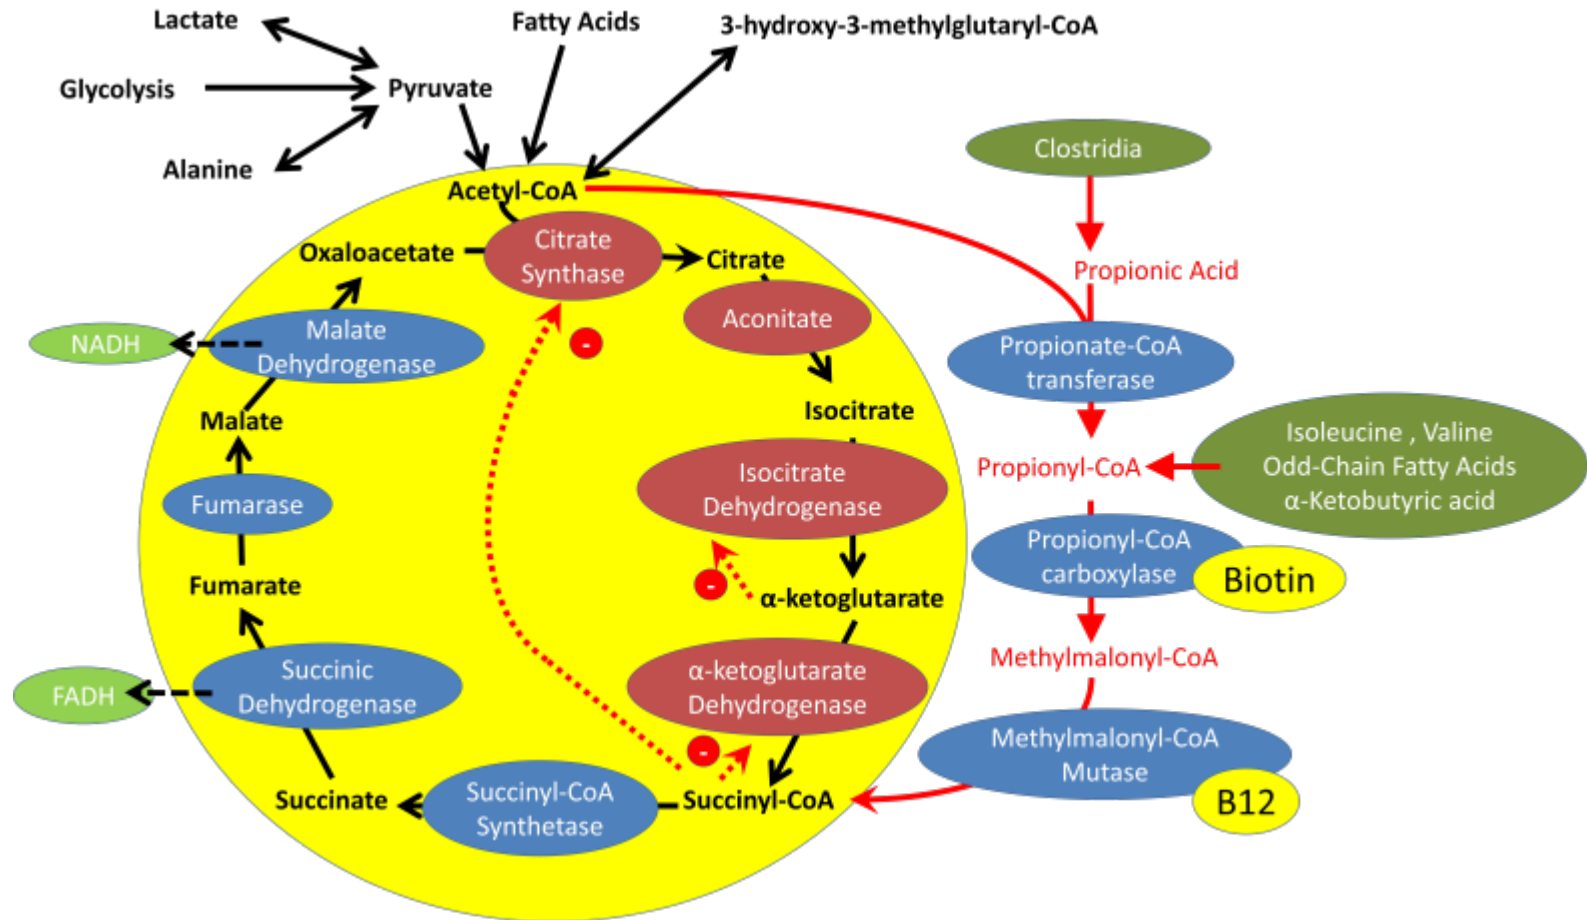 Lactate
Fatty Acids
3-hydroxy-3-methylglutaryl-CoA
Glycolysis
Pyruvate
Alanine
Clostridia
Acetyl-CoA
Oxaloacetate
Citrate
Synthase
Citrate
Propionic Acid
Aconitate
NADH
Malate
Dehydrogenase
-
Propionate-CoA
transferase
Malate
Isocitrate
Isoleucine , Valine
Odd-Chain Fatty Acids
α-Ketobutyric acid
Propionyl-CoA
Isocitrate
Dehydrogenase
Fumarase
Propionyl-CoA
carboxylase
Biotin
Fumarate
-
α-ketoglutarate
Methylmalonyl-CoA
FADH
Succinic
Dehydrogenase
α-ketoglutarate
Dehydrogenase
-
Methylmalonyl-CoA
Mutase
B12
Succinate
Succinyl-CoA
Synthetase
Succinyl-CoA